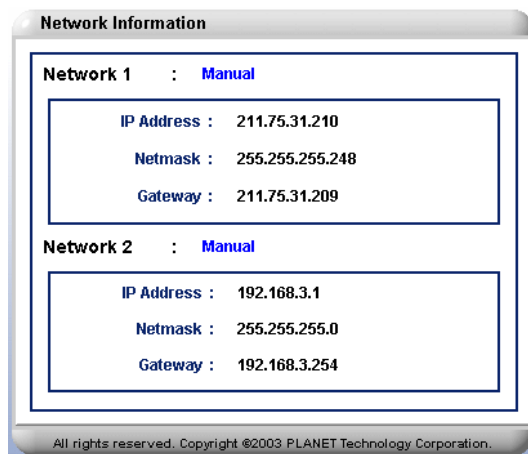 Network Information
Network 1 : Manual
IP Address : 211.75.31.210
Netmask : 255.255.255.248
Gateway : 211.75.31.209
Network 2 : Manual
IP Address : 192.168.3.1
Netmask : 255.255.255.0
Gateway : 192.168.3.254
All rights reserved. Copyright ©2003 PLANET Technology Corporation.